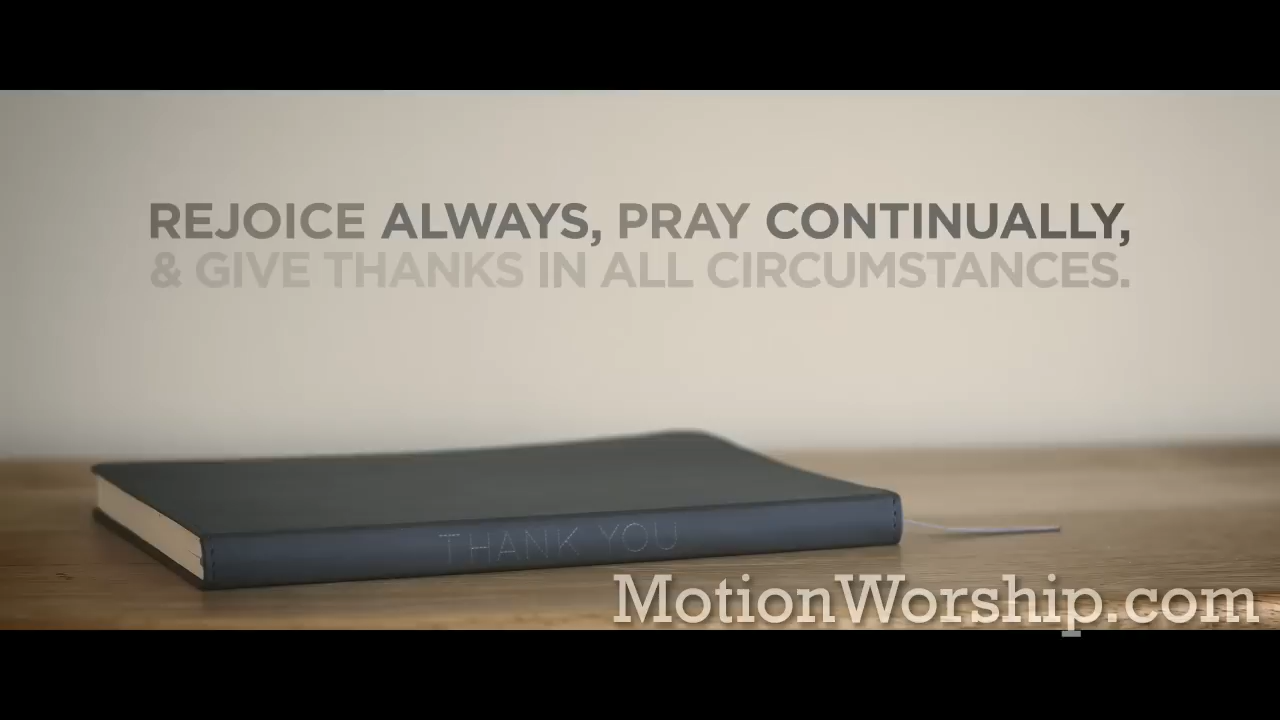 REJOICE ALWAYS, PRAY CONTINUALLY,
& GIVE THANKS IN ALL CIRCUMSTANCES.
THANK YOU
MotionWorship.com